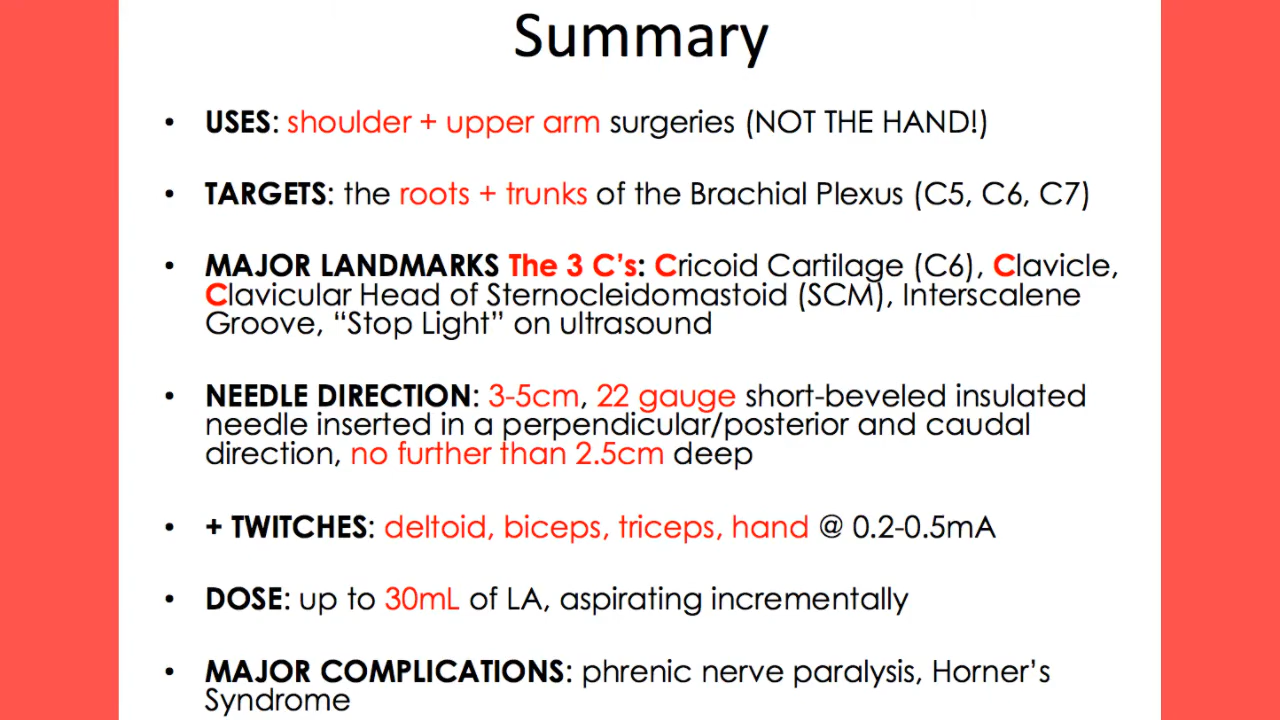 Summary
• USES: shoulder + upper arm surgeries (NOT THE HAND!)
• TARGETS: the roots + trunks of the Brachial Plexus (C5, C6, C7)
• MAJOR LANDMARKS The 3 C’s: Cricoid Cartilage (C6), Clavicle,
Clavicular Head of Sternocleidomastoid (SCM), Interscalene
Groove, “Stop Light” on ultrasound
• NEEDLE DIRECTION: 3-5cm, 22 gauge short-beveled insulated
needle inserted in a perpendicular/posterior and caudal
direction, no further than 2.5cm deep
• + TWITCHES: deltoid, biceps, triceps, hand @ 0.2-0.5mA
• DOSE: up to 30mL of LA, aspirating incrementally
• MAJOR COMPLICATIONS: phrenic nerve paralysis, Horner’s
Syndrome